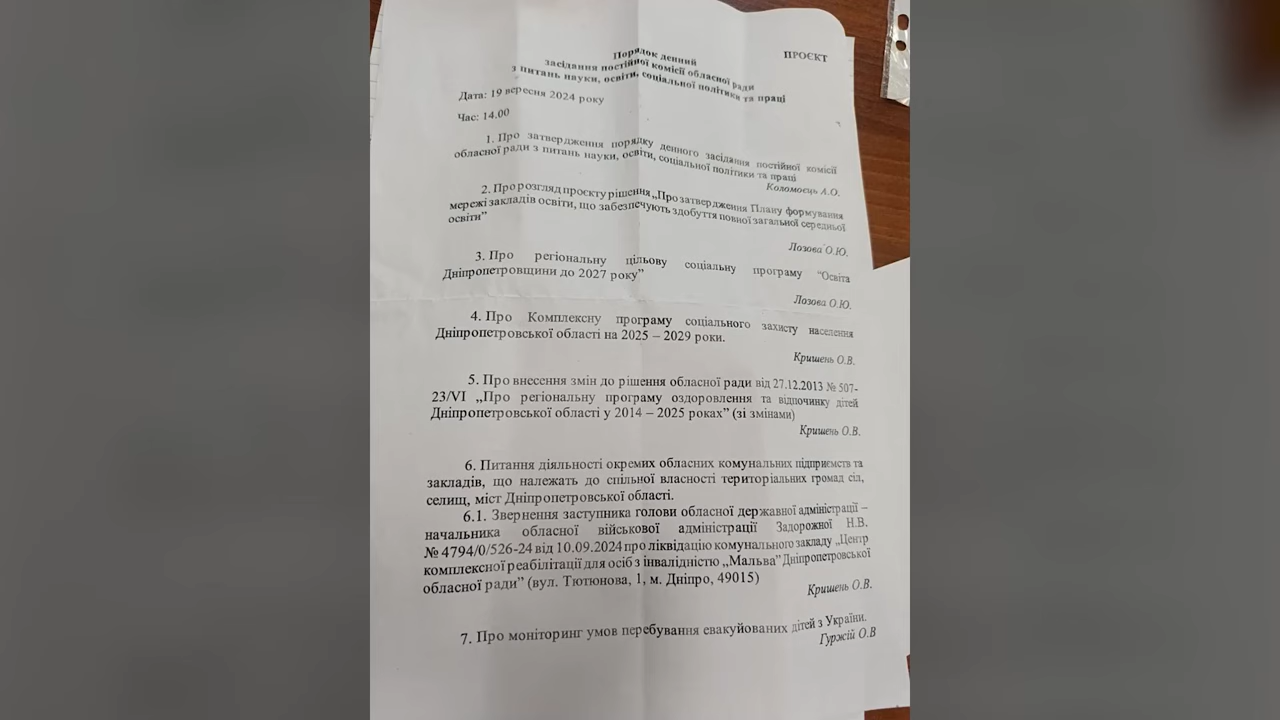 ПРОЄКТ
Порядок денний
засідання постійної комісії обласної ради
з питань науки, освіти, соціальної політики та праці
Дата: 19 вересня 2024 року
Час: 14.00
1. Про затвердження порядку денного засідання постійної комісії
обласної ради з питань науки, освіти, соціальної політики та праці
Коломоєць А.О.
2. Про розгляд проєкту рішення „Про затвердження Плану формування
мережі закладів освіти, що забезпечують здобуття повної загальної середньої
освіти”
Лозова О.Ю.
3. Про регіональну цільову соціальну програму “Освіта
Дніпропетровщини до 2027 року”
Лозова О.Ю.
4. Про Комплексну програму соціального захисту населення
Дніпропетровської області на 2025 – 2029 роки.
Кришень О.В.
5. Про внесення змін до рішення обласної ради від 27.12.2013 № 507-
23/VI „Про регіональну програму оздоровлення та відпочинку дітей
Дніпропетровської області у 2014 – 2025 роках” (зі змінами)
Кришень О.В.
6. Питання діяльності окремих обласних комунальних підприємств та
закладів, що належать до спільної власності територіальних громад сіл,
селищ, міст Дніпропетровської області.
6.1. Звернення заступника голови обласної державної адміністрації –
начальника обласної військової адміністрації Задорожної Н.В.
№ 4794/0/526-24 від 10.09.2024 про ліквідацію комунального закладу „Центр
комплексної реабілітації для осіб з інвалідністю „Мальва” Дніпропетровської
обласної ради” (вул. Тютюнова, 1, м. Дніпро, 49015)
Кришень О.В.
7. Про моніторинг умов перебування евакуйованих дітей з України.
Гуржій О.В